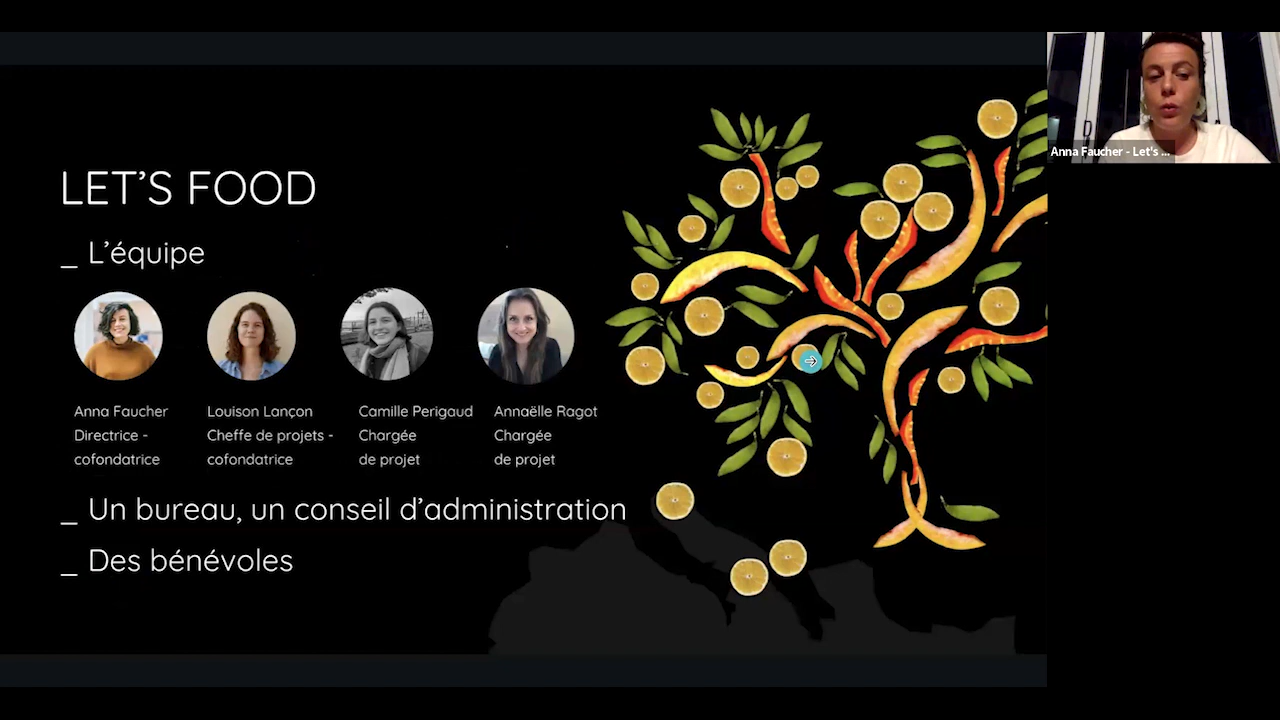 LET'S FOOD
_ L'équipe
Anna Faucher
Directrice -
cofondatrice
Louison Lançon
Cheffe de projets -
cofondatrice
Camille Perigaud
Chargée
de projet
Annaëlle Ragot
Chargée
de projet
_ Un bureau, un conseil d'administration
_ Des bénévoles
Anna Faucher - Let's ...